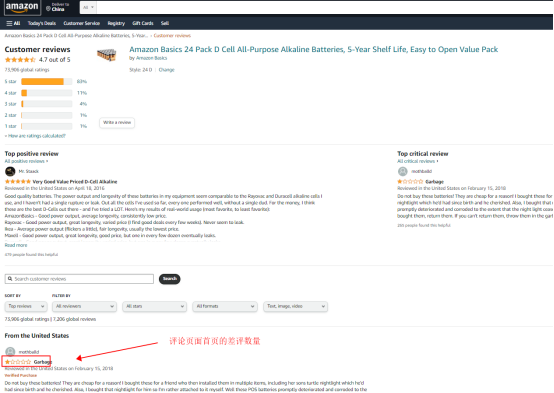 amazon
Deliver to
China
All
All Today's Deals Customer Service Registry Gift Cards Sell
Amazon Basics 24 Pack D Cell All-Purpose Alkaline Batteries, 5-Year... › Customer reviews
Customer reviews
4.7 out of 5
73,906 global ratings
5 star 83%
4 star 11%
3 star 4%
2 star 1%
1 star 1%
How are ratings calculated?
Amazon Basics 24 Pack D Cell All-Purpose Alkaline Batteries, 5-Year Shelf Life, Easy to Open Value Pack
by Amazon Basics
Style: 24 D | Change
Write a review
Top positive review
All positive reviews ›
Mr. Staack
Very Good Value Priced D-Cell Alkaline
Reviewed in the United States on April 18, 2016
Good quality batteries. The power output and longevity of these batteries in my equipment seem comparable to the Rayovac and Duracell alkaline cells I
use, and I haven't had a single rupture or leak. Out all the cells I've used so far, every one performed well, without a single dud. For the money, I think
these are the best D-Cells out there - and I've tried a LOT. Here's my results of real-world usage (most favorite, to least favorite):
AmazonBasics - Good power output, average longevity, consistently low price.
Rayovac - Good power output, great longevity, varied price (I find good deals every few weeks). Never seem to leak.
Ikea - Average power output (flickers a little), fair longevity, usually the lowest price.
Maxell - Good power output, great longevity, good price, but one in every few dozen eventually leaks.
Read more
475 people found this helpful
Top critical review
All critical reviews ›
mothballd
Garbage
Reviewed in the United States on February 15, 2018
Do not buy these batteries! They are cheap for a reason! I bought these for
nightlight which he'd had since birth and he cherished. Also, I bought that n
promptly deteriorated and corroded to the extent that the night light ceased
bought them, return them. If you can't return them, throw them in the garb
265 people found this helpful
Search customer reviews
Search
SORT BY FILTER BY
Top reviews All reviewers All stars All formats Text, image, video
73,906 global ratings | 7,206 global reviews
From the United States
评论页面首页的差评数量
mothballd
Garbage
Reviewed in the United States on February 15, 2018
Verified Purchase
Do not buy these batteries! They are cheap for a reason! I bought these for a friend who then installed them in multiple items, including her sons turtle nightlight which he'd
had since birth and he cherished. Also, I bought that nightlight for him so I'm rather attached to it myself. Well these POS batteries promptly deteriorated and corroded to the